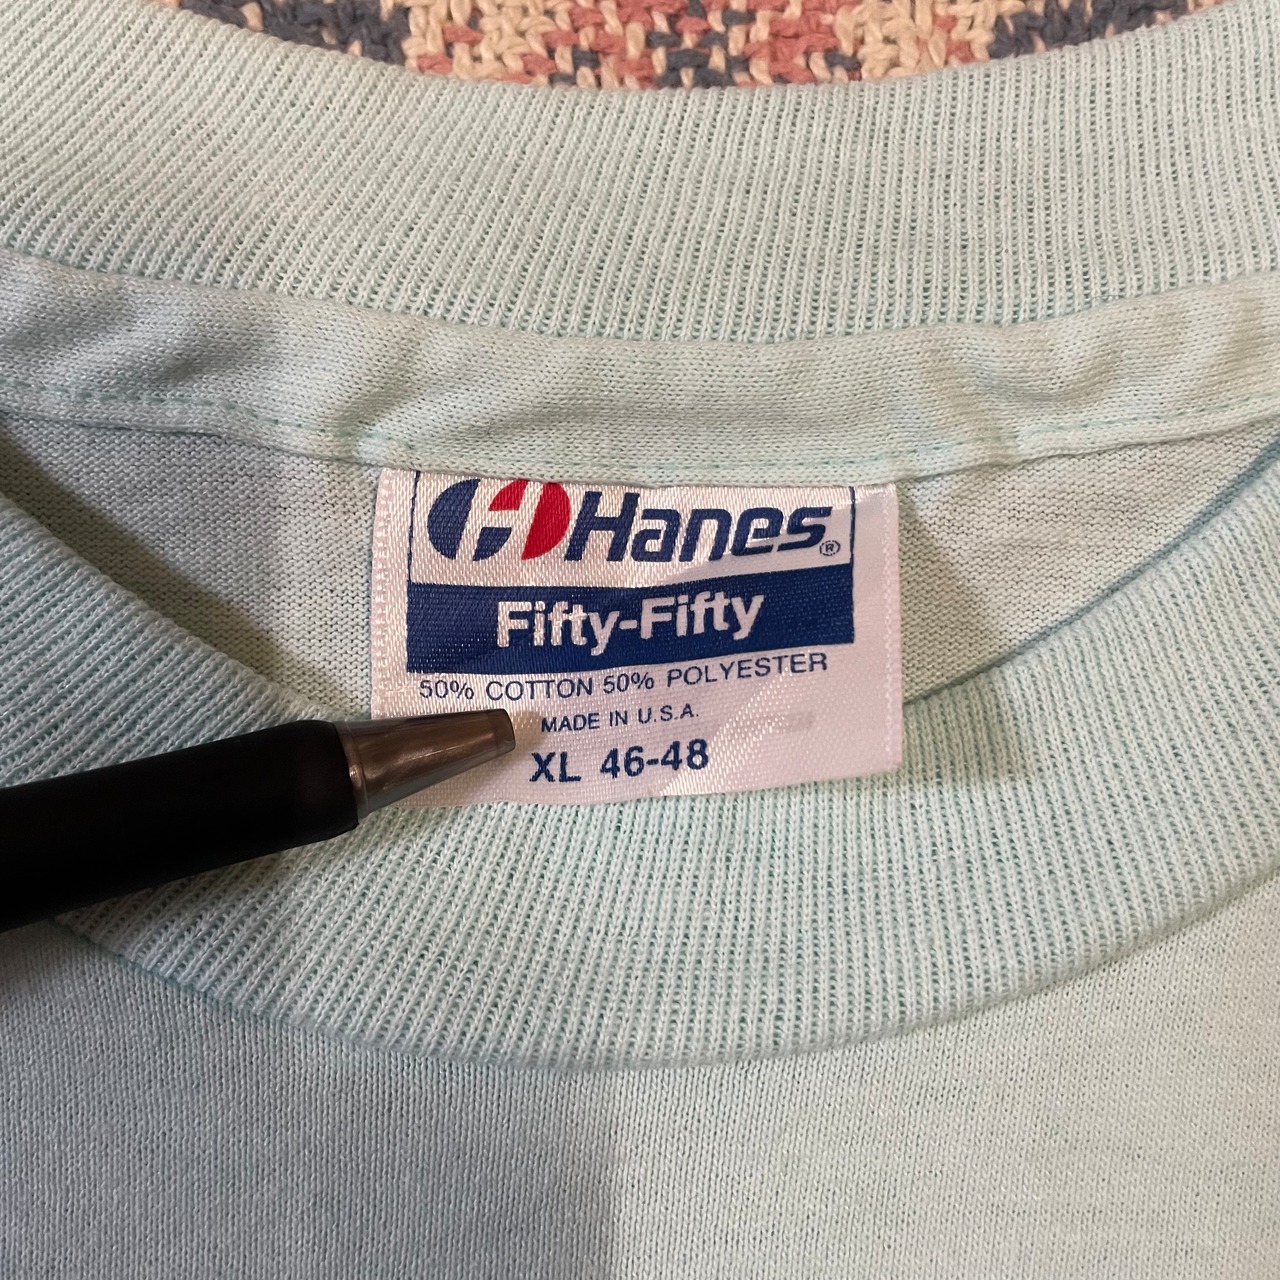 Hanes®
Fifty-Fifty
50% COTTON 50% POLYESTER
MADE IN U.S.A.
XL 46-48